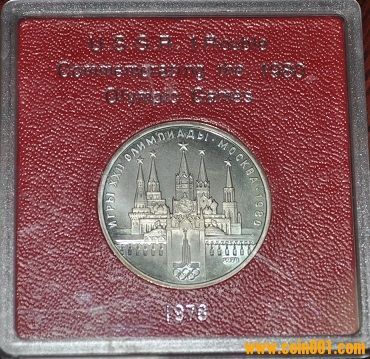 U.S.S.R. 1 Rouble
Commemorating the 1980
Olympic Games
ИГРЫ XXII ОЛИМПИАДЫ · МОСКВА · 1980
1978
www.coin001.com